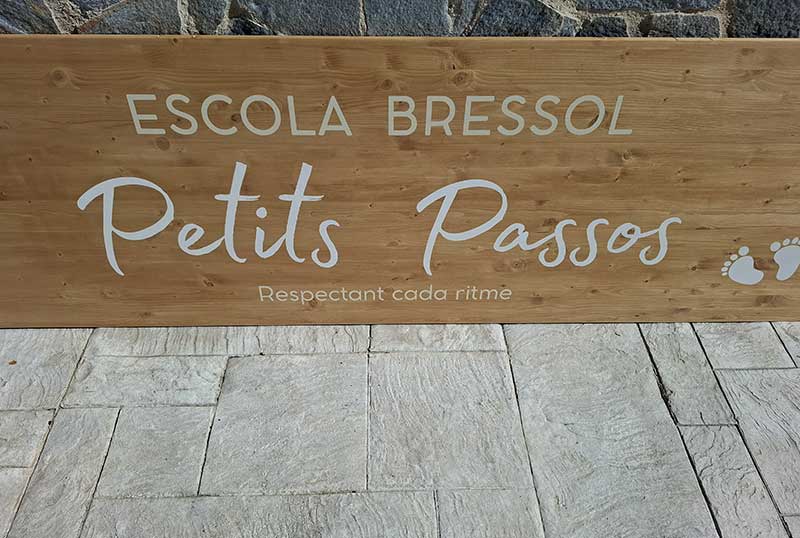 ESCOLA BRESSOL
Petits Passos
Respectant cada ritme